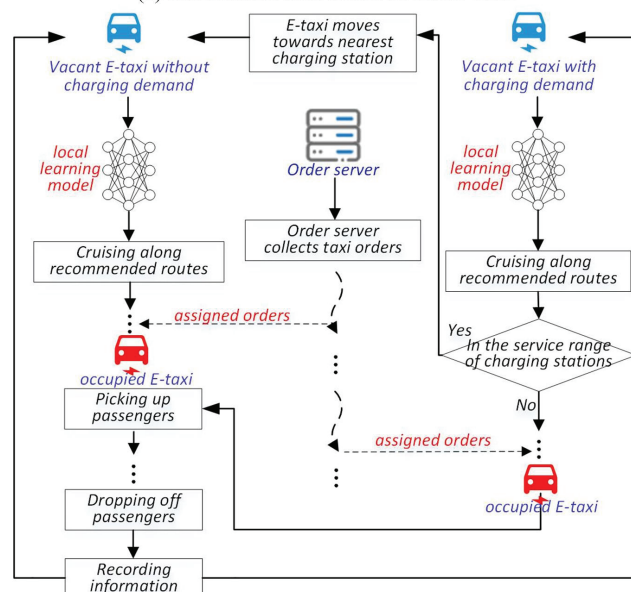 E-taxi moves
towards nearest
charging station
Vacant E-taxi without
charging demand
Vacant E-taxi with
charging demand
local
learning
model
Order server
local
learning
model
Order server
collects taxi orders
Cruising along
recommended routes
Cruising along
recommended routes
assigned orders
Yes
In the service range
of charging stations
occupied E-taxi
Picking up
passengers
No
assigned orders
Dropping off
passengers
occupied E-taxi
Recording
information